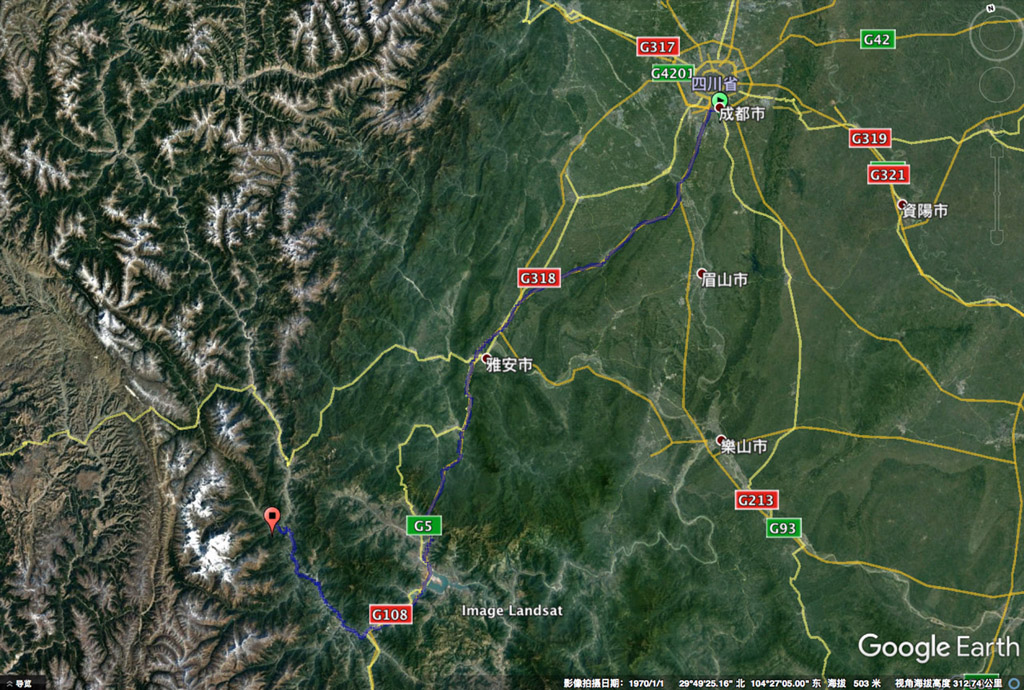 N
G42
G317
G4201
四川省
成都市
G319
G321
資陽市
G318
眉山市
雅安市
樂山市
G213
G5
G93
G108
Image Landsat
Google Earth
导览
影像拍摄日期: 1970/1/1 29°49'25.16" 北 104°27'05.00" 东 海拔 503 米 视角海拔高度 312.74 公里